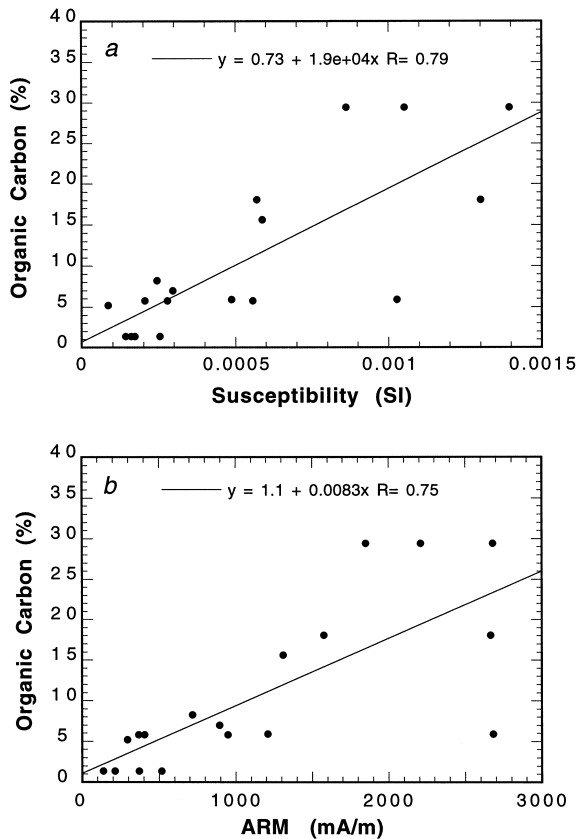 40
35
30
25
20
15
10
5
0
Organic Carbon (%)
a
y = 0.73 + 1.9e+04x R= 0.79
0 0.0005 0.001 0.0015
Susceptibility (SI)
40
35
30
25
20
15
10
5
0
Organic Carbon (%)
b
y = 1.1 + 0.0083x R= 0.75
0 1000 2000 3000
ARM (mA/m)